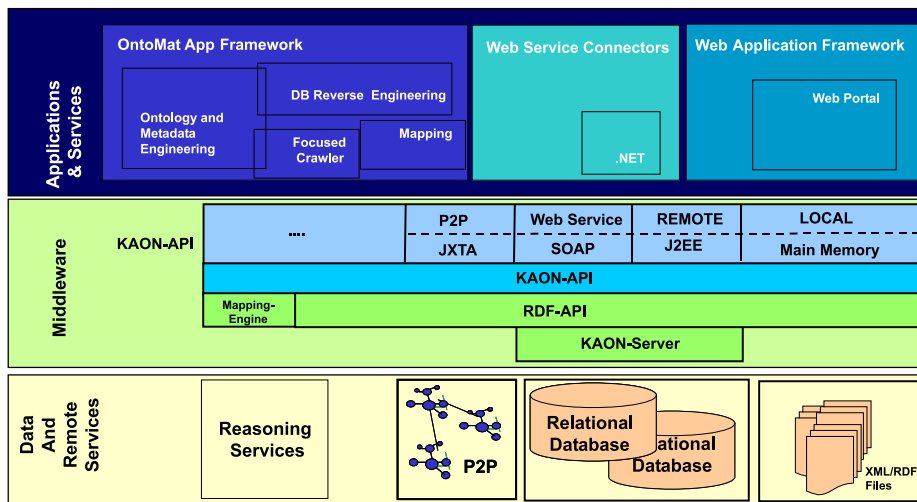 Applications
& Services
OntoMat App Framework
DB Reverse Engineering
Ontology and
Metadata
Engineering
Focused
Crawler
Mapping
Web Service Connectors
.NET
Web Application Framework
Web Portal
Middleware
KAON-API
....
P2P
JXTA
Web Service
SOAP
REMOTE
J2EE
LOCAL
Main Memory
KAON-API
Mapping-
Engine
RDF-API
KAON-Server
Data
And
Remote
Services
Reasoning
Services
P2P
Relational
Database
ational
Database
XML/RDF
Files